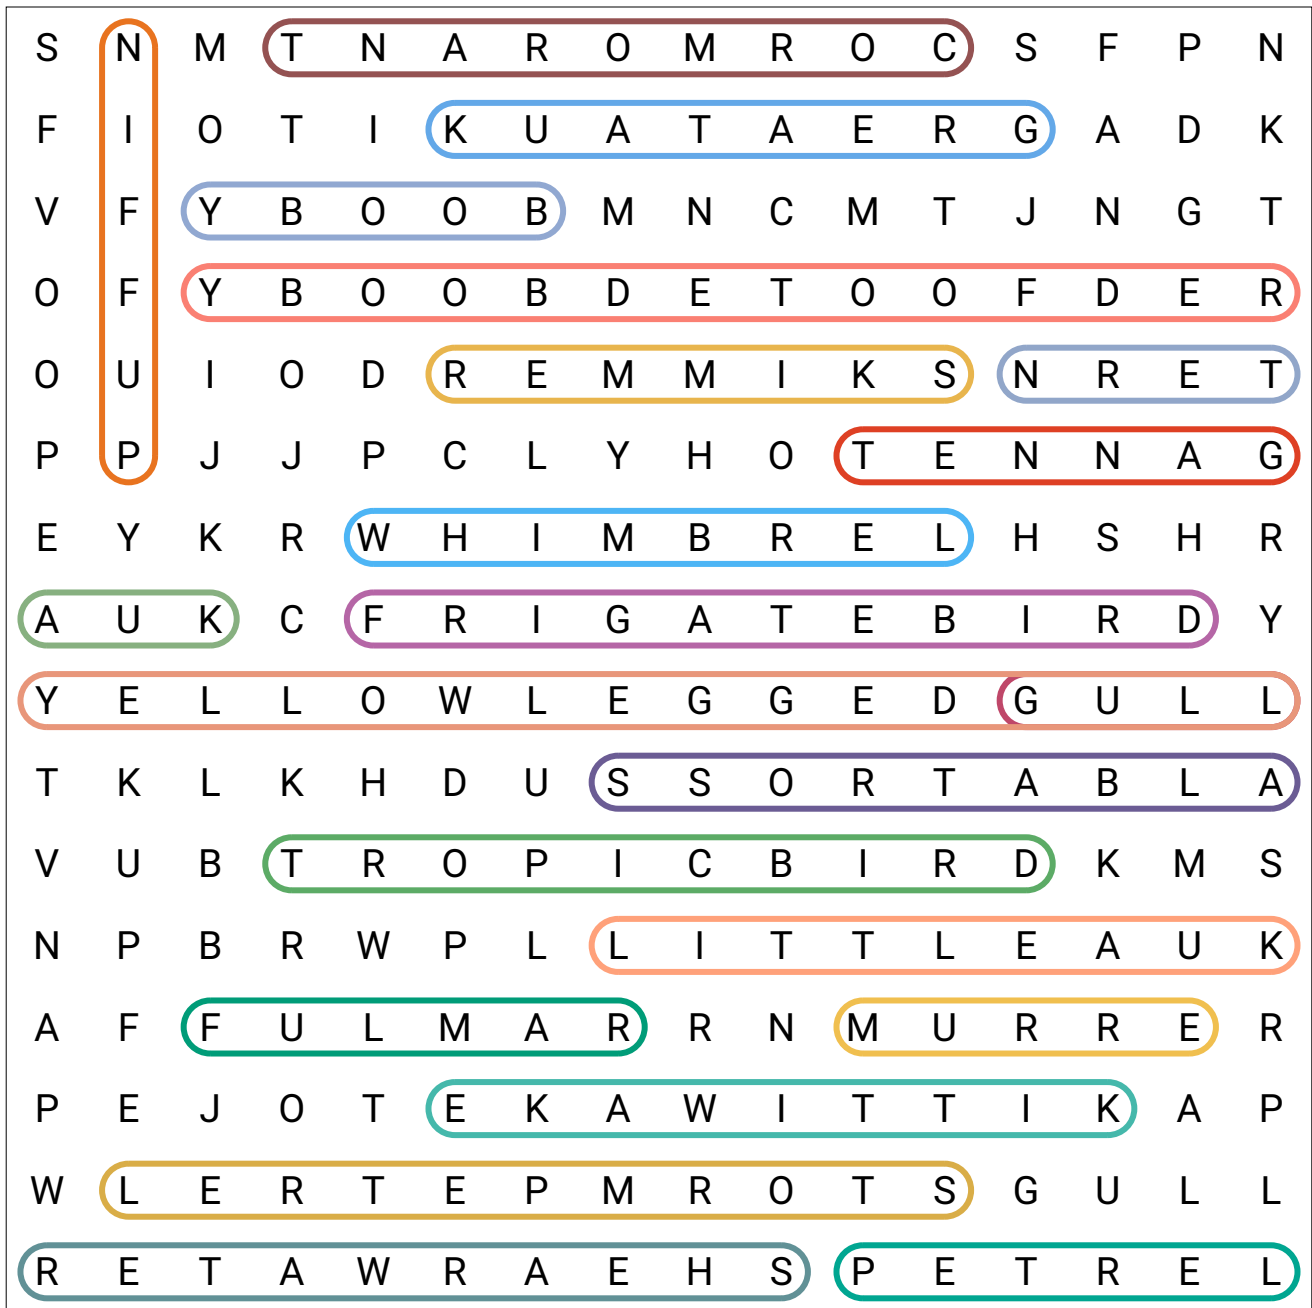 S N M T N A R O M R O C S F P N
F I O T I K U A T A E R G A D K
V F Y B O O B M N C M T J N G T
O F Y B O O B D E T O O F D E R
O U I O D R E M M I K S N R E T
P P J J P C L Y H O T E N N A G
E Y K R W H I M B R E L H S H R
A U K C F R I G A T E B I R D Y
Y E L L O W L E G G E D G U L L
T K L K H D U S S O R T A B L A
V U B T R O P I C B I R D K M S
N P B R W P L L I T T L E A U K
A F F U L M A R R N M U R R E R
P E J O T E K A W I T T I K A P
W L E R T E P M R O T S G U L L
R E T A W R A E H S P E T R E L